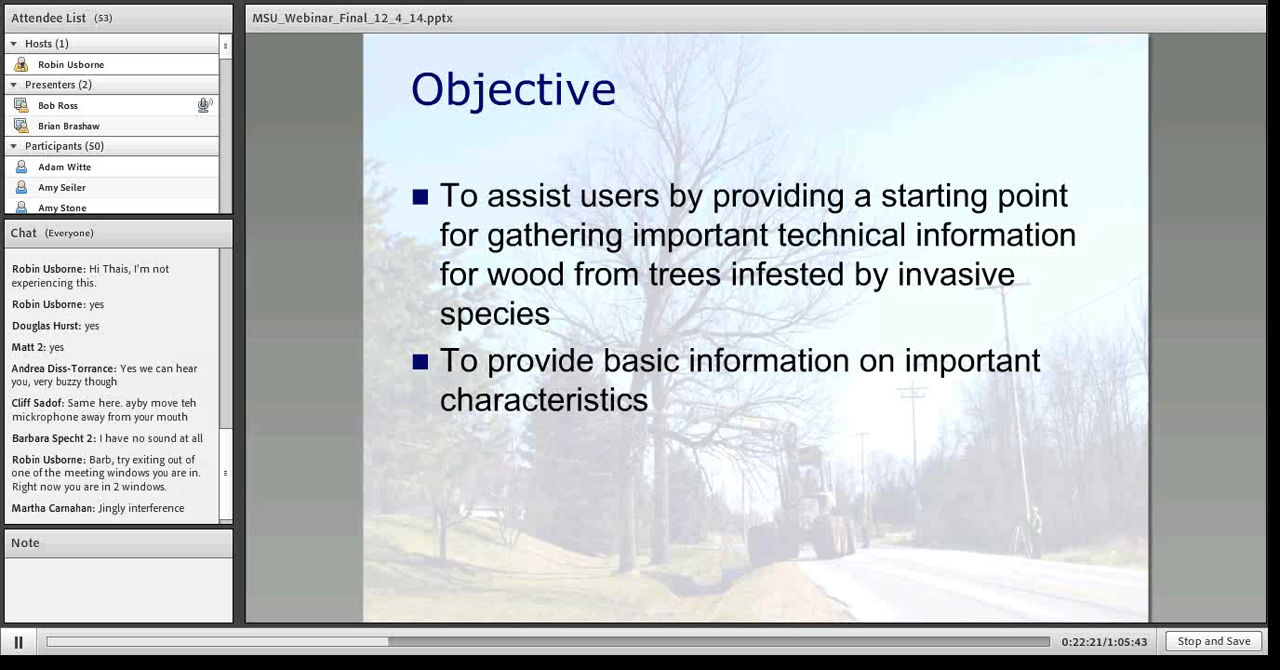 Attendee List (53)
Hosts (1)
Robin Usborne
Presenters (2)
Bob Ross
Brian Brashaw
Participants (50)
Adam Witte
Amy Seiler
Amy Stone
Chat (Everyone)
Robin Usborne: Hi Thais, I'm not
experiencing this.
Robin Usborne: yes
Douglas Hurst: yes
Matt 2: yes
Andrea Diss-Torrance: Yes we can hear
you, very buzzy though
Cliff Sadof: Same here. ayby move teh
mickrophone away from your mouth
Barbara Specht 2: I have no sound at all
Robin Usborne: Barb, try exiting out of
one of the meeting windows you are in.
Right now you are in 2 windows.
Martha Carnahan: Jingly interference
Note
MSU_Webinar_Final_12_4_14.pptx
Objective
To assist users by providing a starting point
for gathering important technical information
for wood from trees infested by invasive
species
To provide basic information on important
characteristics
0:22:21/1:05:43
Stop and Save